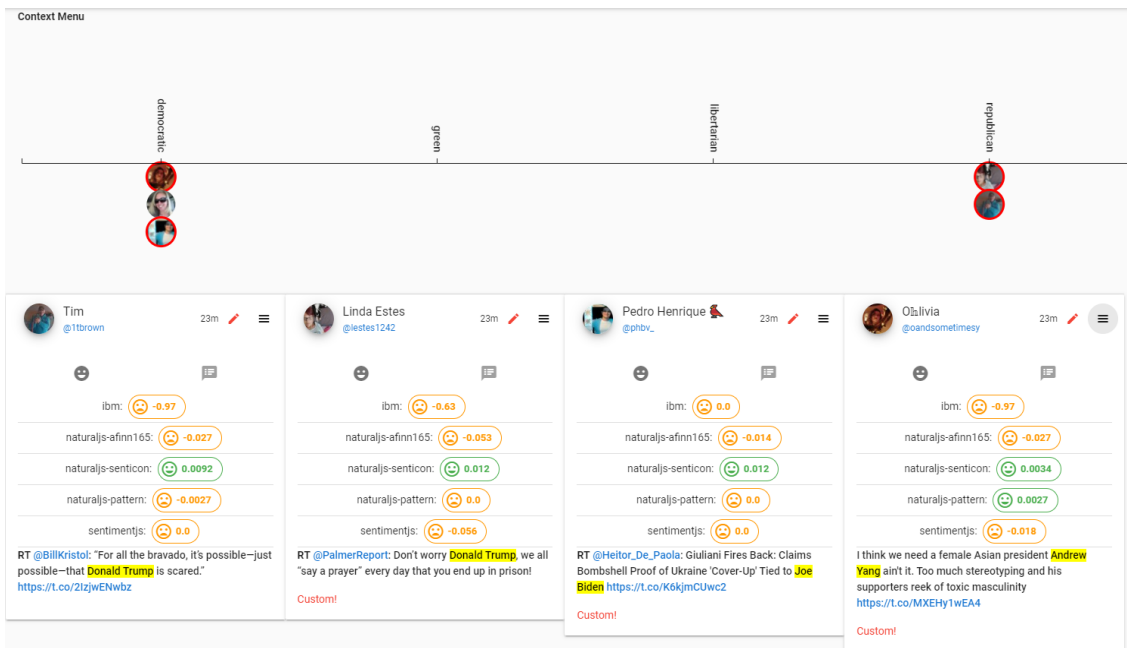 Context Menu
democratic
green
libertarian
republican
Tim
@1tbrown
23m
ibm: -0.97
naturaljs-afinn165: -0.027
naturaljs-senticon: 0.0092
naturaljs-pattern: -0.0027
sentimentjs: 0.0
RT @BillKristol: "For all the bravado, it's possible—just
possible—that Donald Trump is scared."
https://t.co/2IzjwENwbz
Linda Estes
@lestes1242
23m
ibm: -0.63
naturaljs-afinn165: -0.053
naturaljs-senticon: 0.012
naturaljs-pattern: 0.0
sentimentjs: -0.056
RT @PalmerReport: Don't worry Donald Trump, we all
"say a prayer" every day that you end up in prison!
Custom!
Pedro Henrique
@phbv_
23m
ibm: 0.0
naturaljs-afinn165: -0.014
naturaljs-senticon: 0.012
naturaljs-pattern: 0.0
sentimentjs: 0.0
RT @Heitor_De_Paola: Giuliani Fires Back: Claims
Bombshell Proof of Ukraine 'Cover-Up' Tied to Joe
Biden https://t.co/K6kjmCUwc2
Custom!
@oandsometimesy
23m
ibm: -0.97
naturaljs-afinn165: -0.027
naturaljs-senticon: 0.0034
naturaljs-pattern: 0.0027
sentimentjs: -0.018
I think we need a female Asian president Andrew
Yang ain't it. Too much stereotyping and his
supporters reek of toxic masculinity
https://t.co/MXEHy1wEA4
Custom!